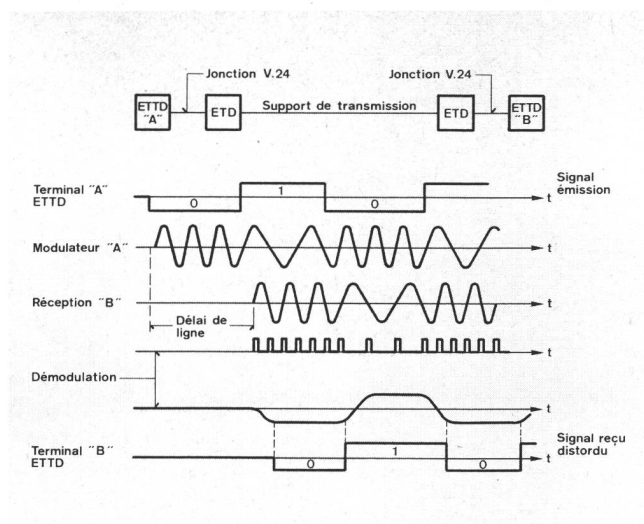 Jonction V.24 Jonction V.24
ETTD ˝A˝ ETD Support de transmission ETD ETTD ˝B˝
Terminal ˝A˝
ETTD
0 1 0 t
Signal
émission
Modulateur ˝A˝ t
Réception ˝B˝ t
Délai de
ligne
t
Démodulation
t
Terminal ˝B˝
ETTD
0 1 0 t
Signal reçu
distordu